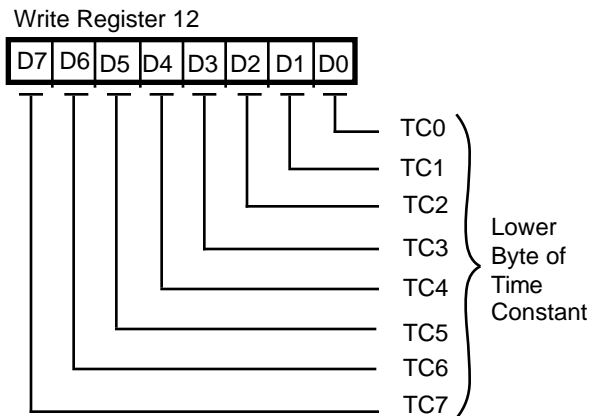 Write Register 12
D7 D6 D5 D4 D3 D2 D1 D0
TC0
TC1
TC2
TC3
TC4
TC5
TC6
TC7
Lower
Byte of
Time
Constant